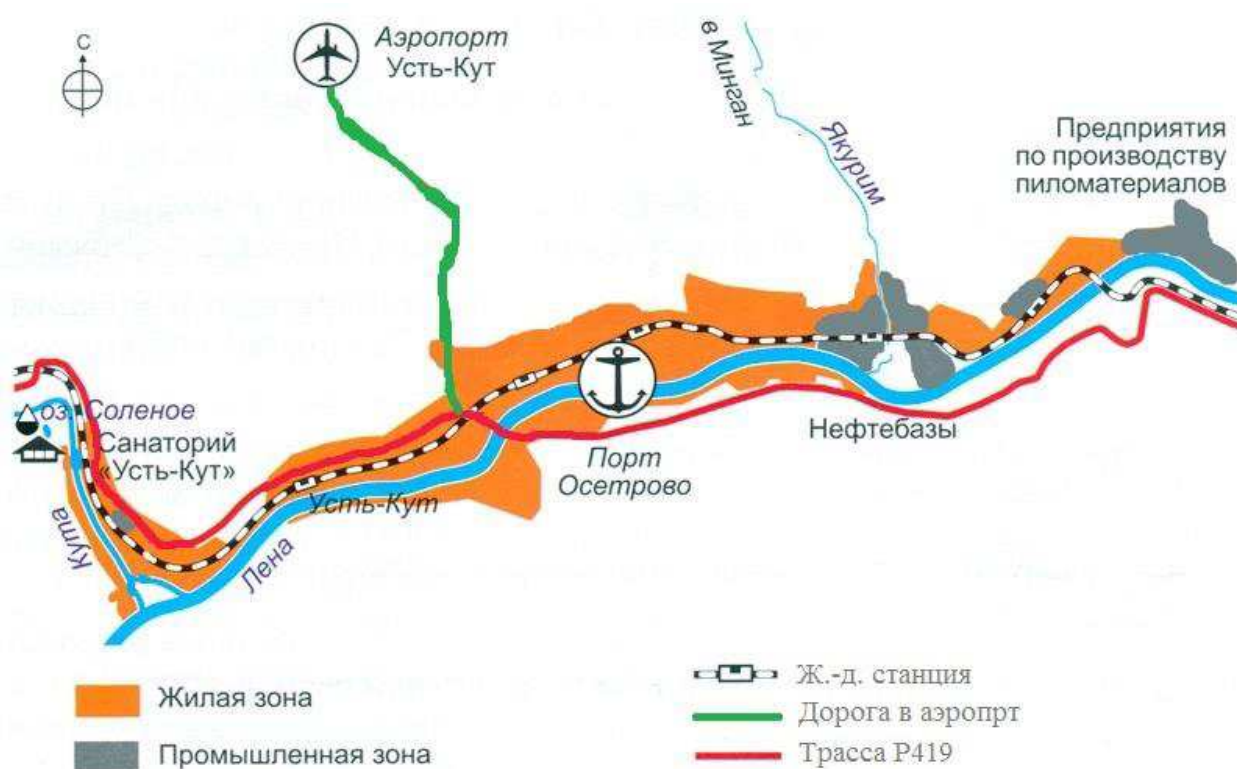 С
Аэропорт
Усть-Кут
в Минган
Якурим
Предприятия
по производству
пиломатериалов
оз. Соленое
Санаторий
«Усть-Кут»
Кута
Лена
Усть-Кут
Порт
Осетрово
Нефтебазы
Жилая зона
Промышленная зона
Ж.-д. станция
Дорога в аэропрт
Трасса Р419